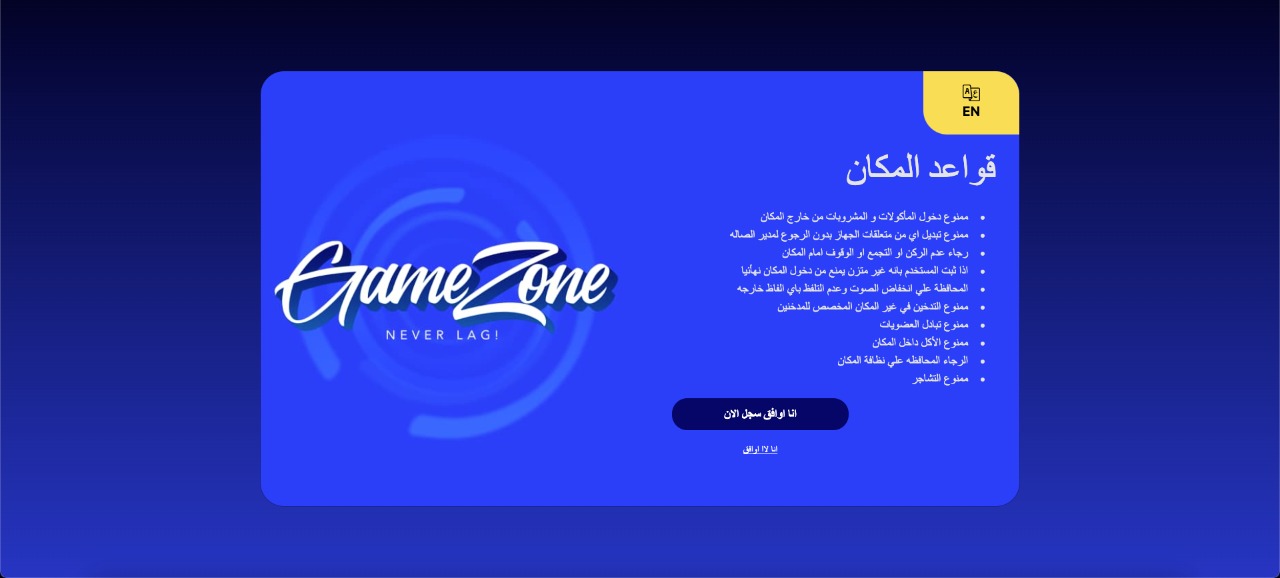 EN
قواعد المكان
ممنوع دخول المأكولات و المشروبات من خارج المكان
ممنوع تبديل اي من متعلقات الجهاز بدون الرجوع لمدير الصاله
رجاء عدم الركن او التجمع او الوقوف امام المكان
اذا ثبت المستخدم بانه غير متزن يمنع من دخول المكان نهأئيا
المحافظة علي انخفاض الصوت وعدم التلفظ باي الفاظ خارجه
ممنوع التدخين في غير المكان المخصص للمدخنين
ممنوع تبادل العضويات
ممنوع الأكل داخل المكان
الرجاء المحافظه علي نظافة المكان
ممنوع التشاجر
انا اوافق سجل الان
انا لاا اوافق
GameZone
NEVER LAG!